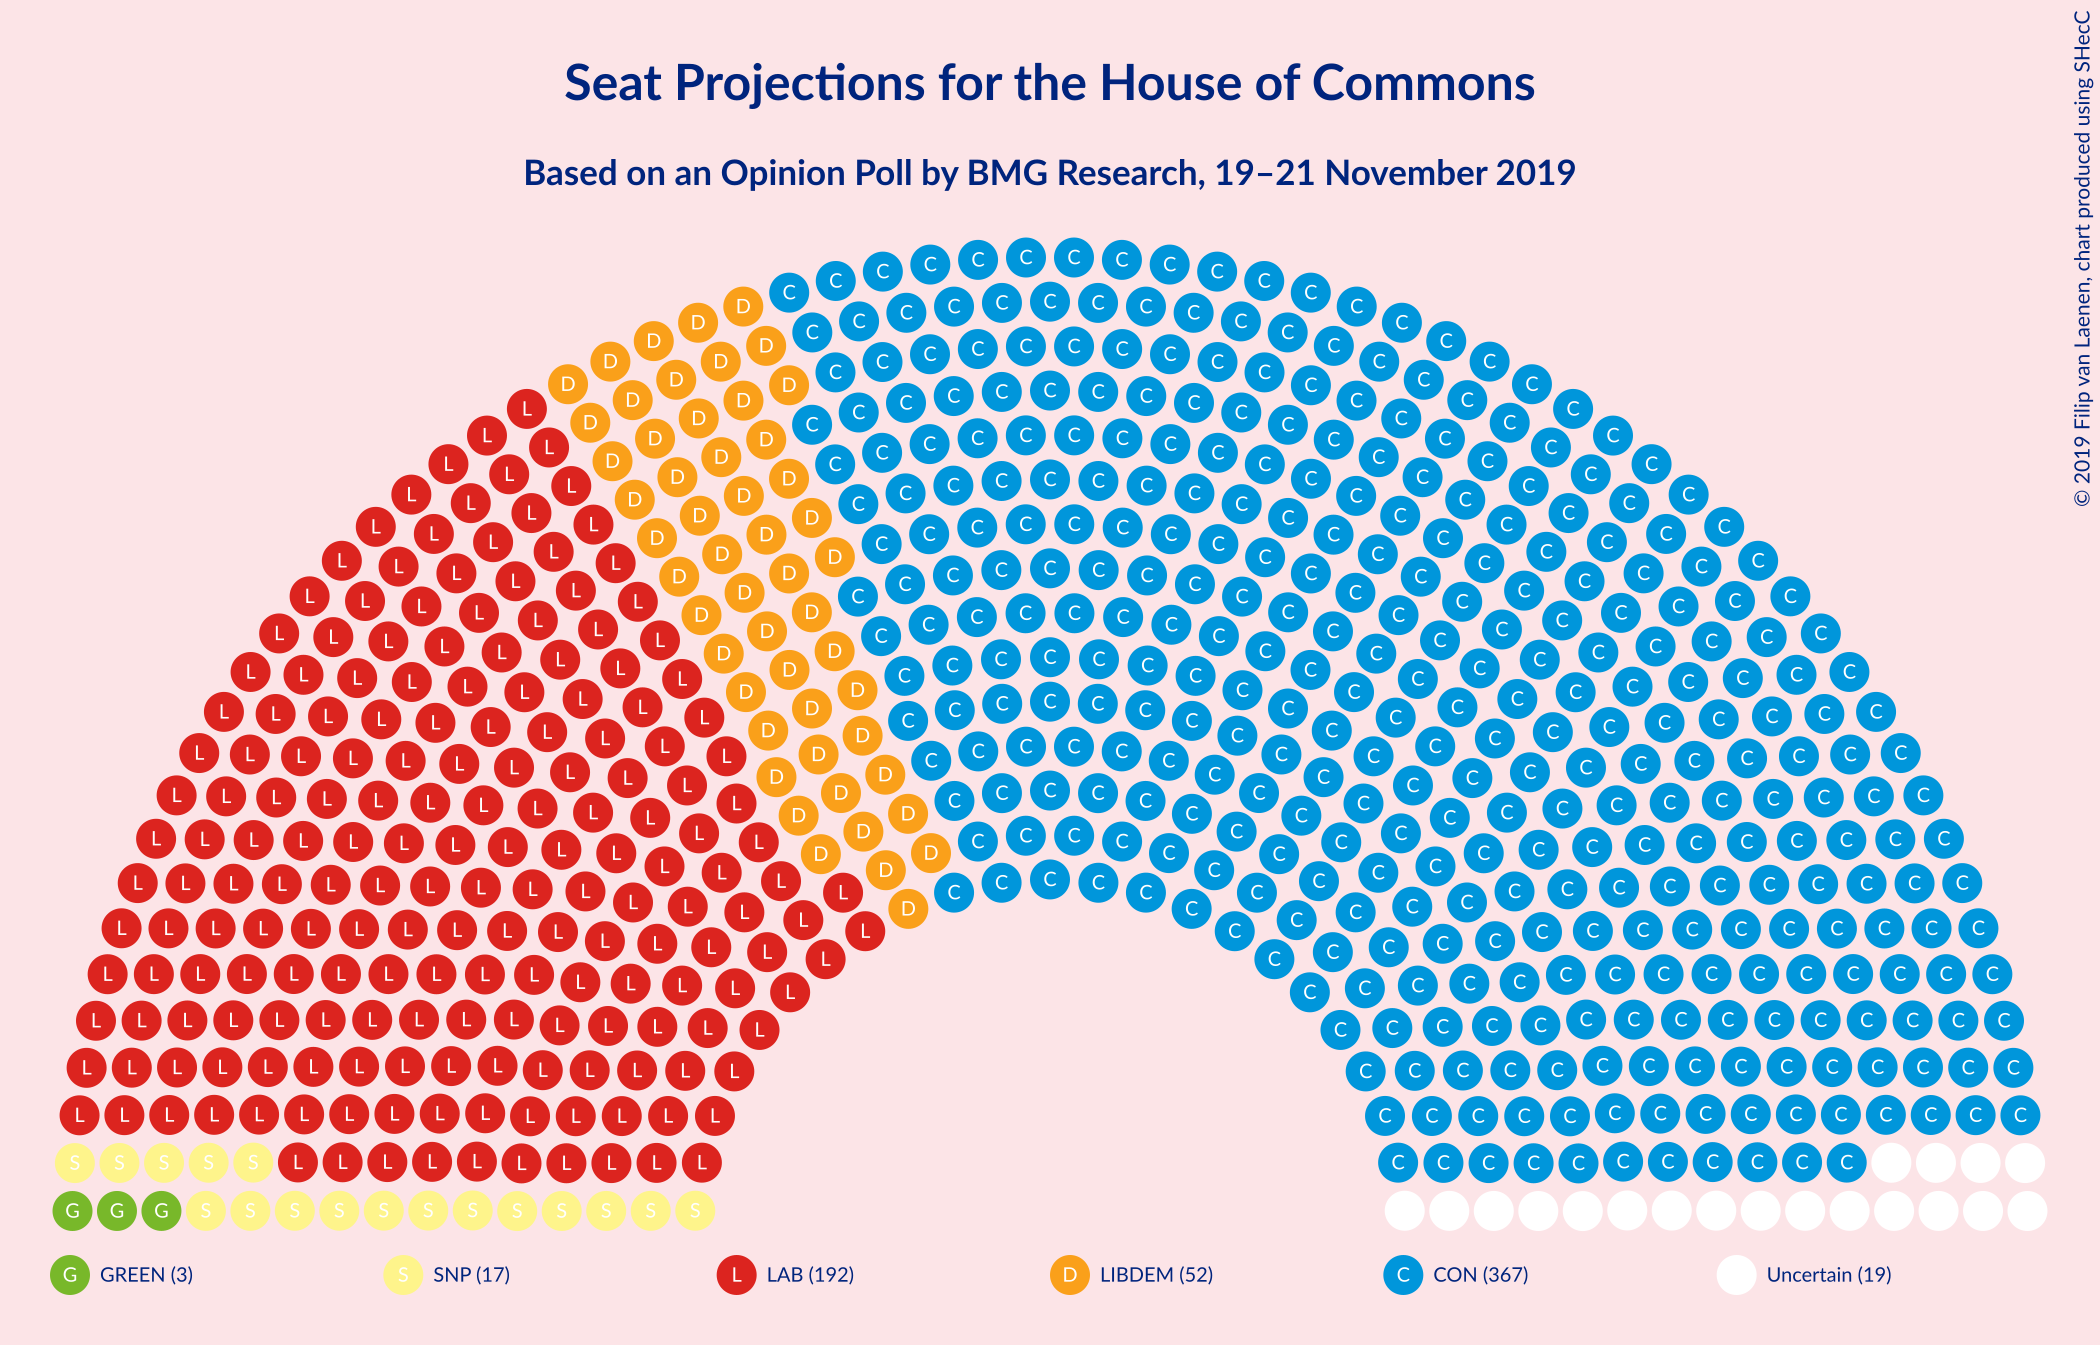 Seat Projections for the House of Commons
Based on an Opinion Poll by BMG Research, 19–21 November 2019
© 2019 Filip van Laenen, chart produced using SHecC
G GREEN (3) S SNP (17) L LAB (192) D LIBDEM (52) C CON (367) Uncertain (19)